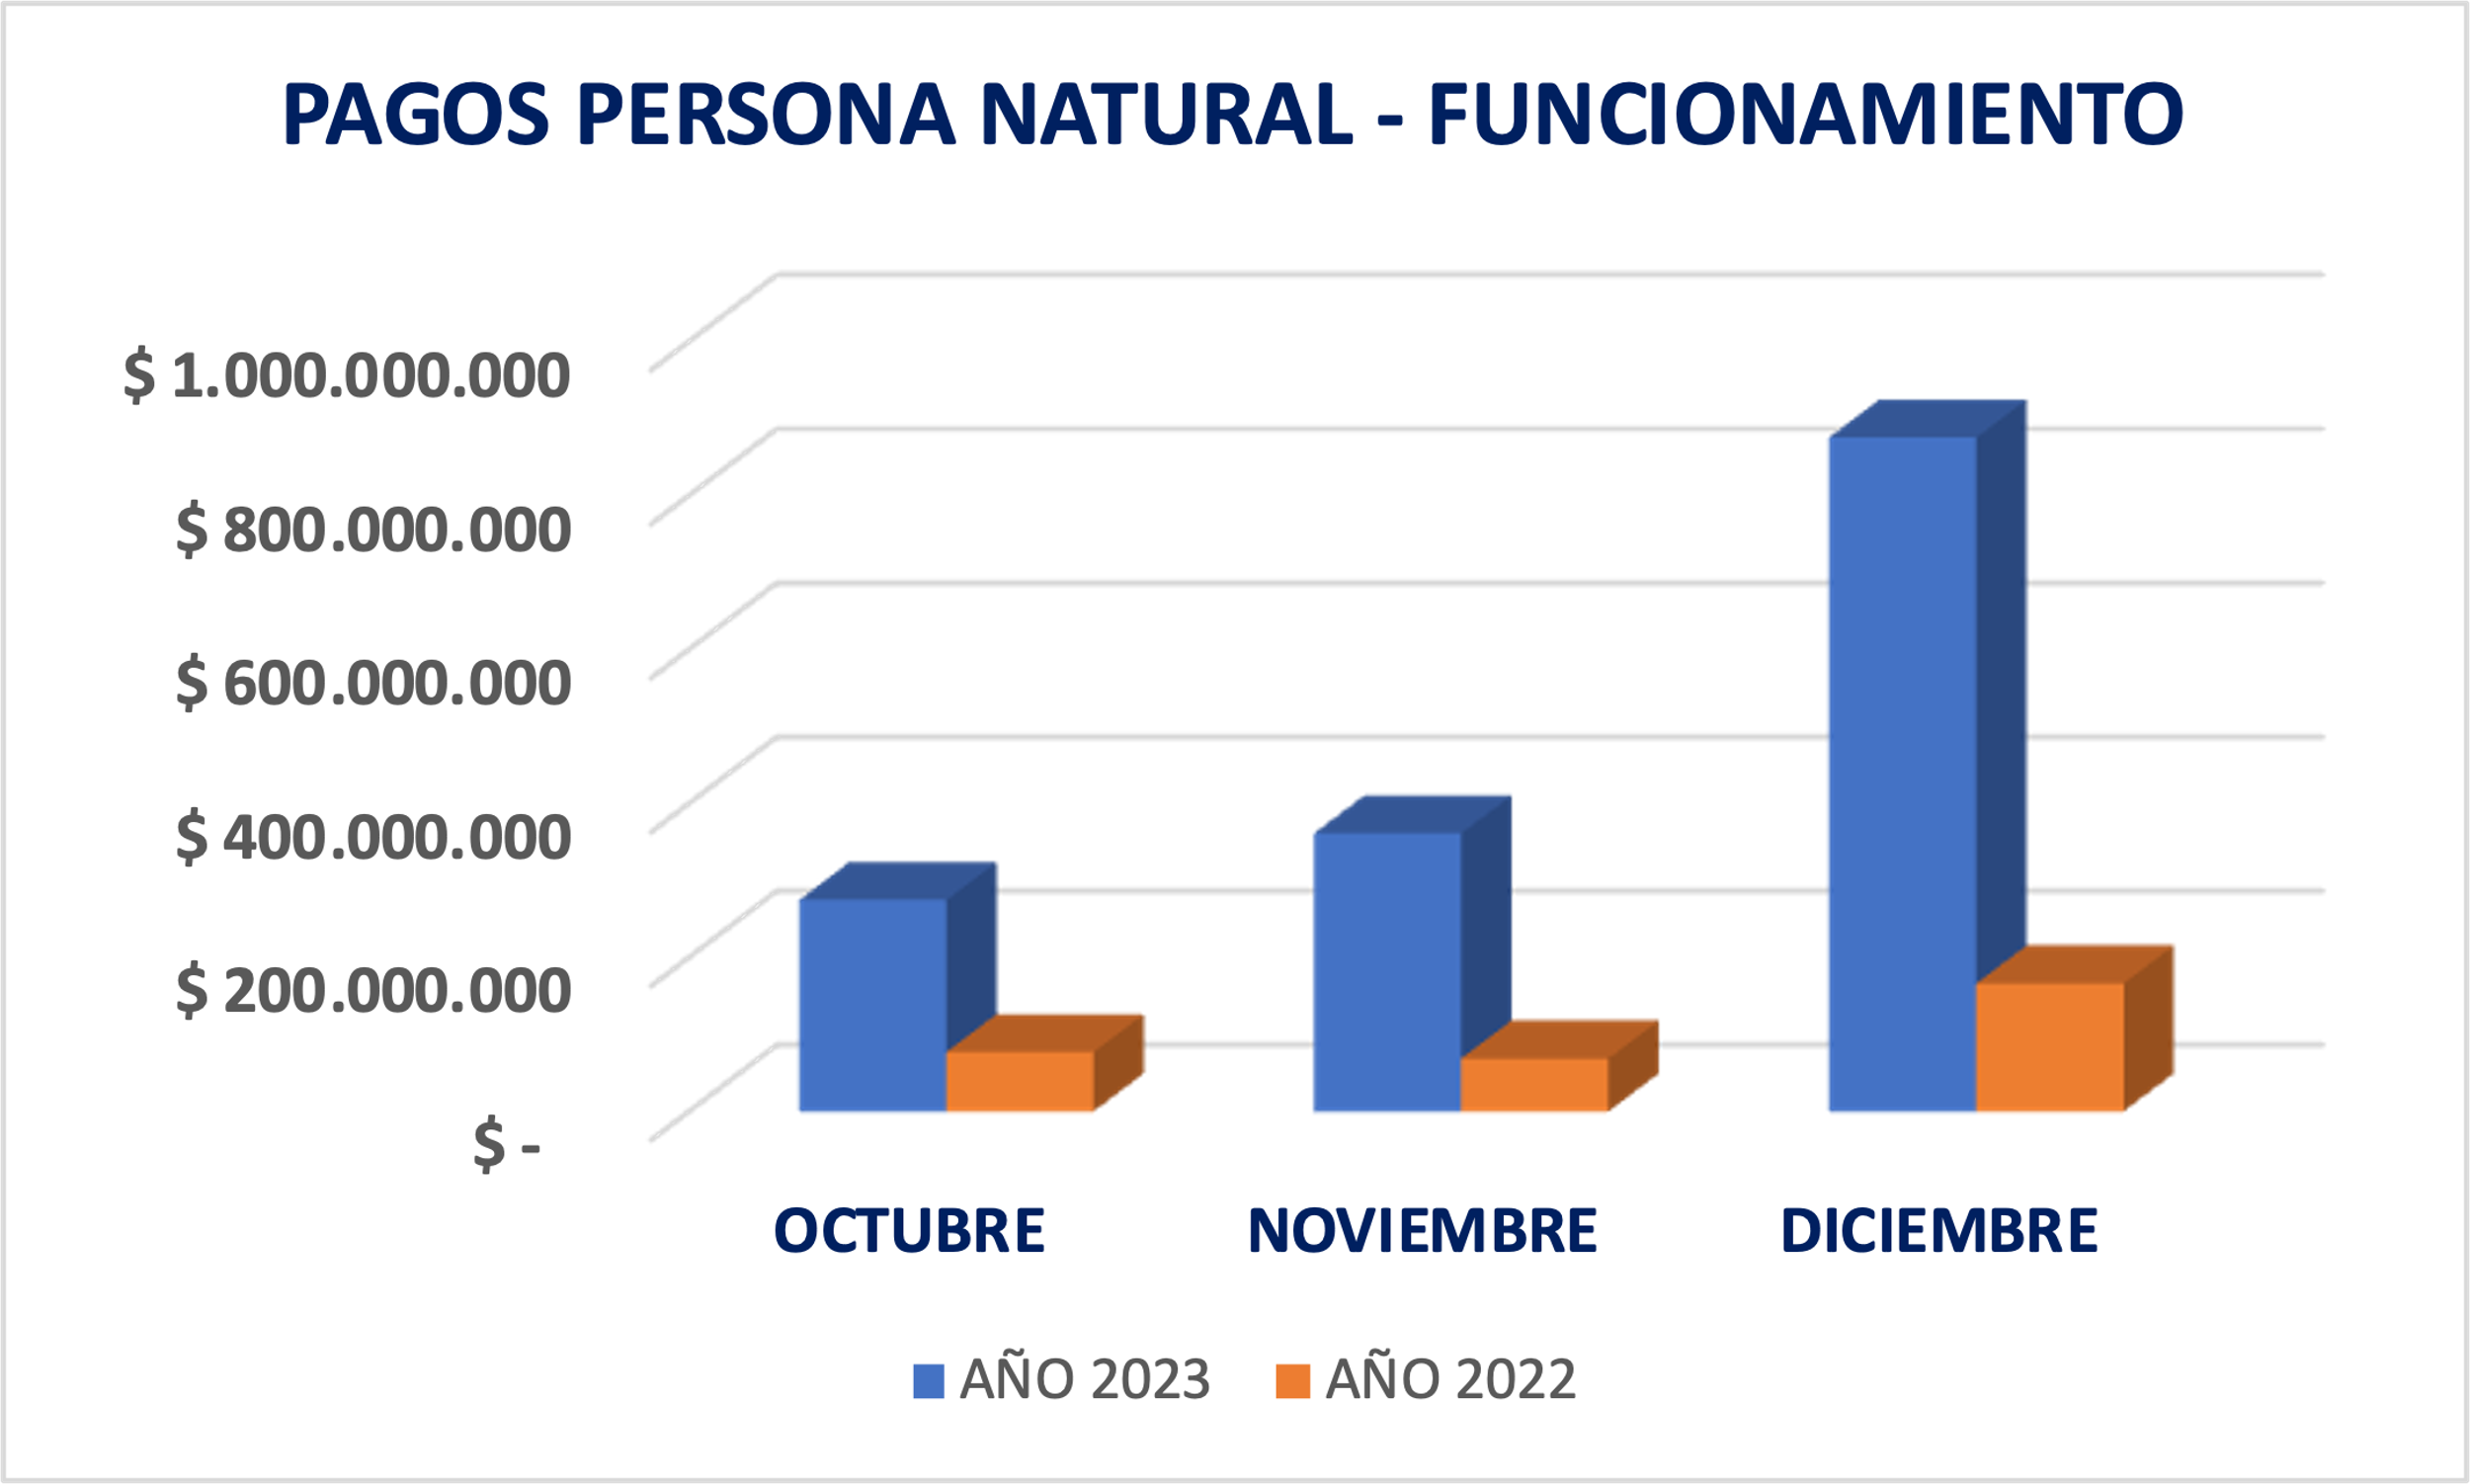 PAGOS PERSONA NATURAL - FUNCIONAMIENTO
$ 1.000.000.000
$ 800.000.000
$ 600.000.000
$ 400.000.000
$ 200.000.000
$ -
OCTUBRE NOVIEMBRE DICIEMBRE
AÑO 2023 AÑO 2022